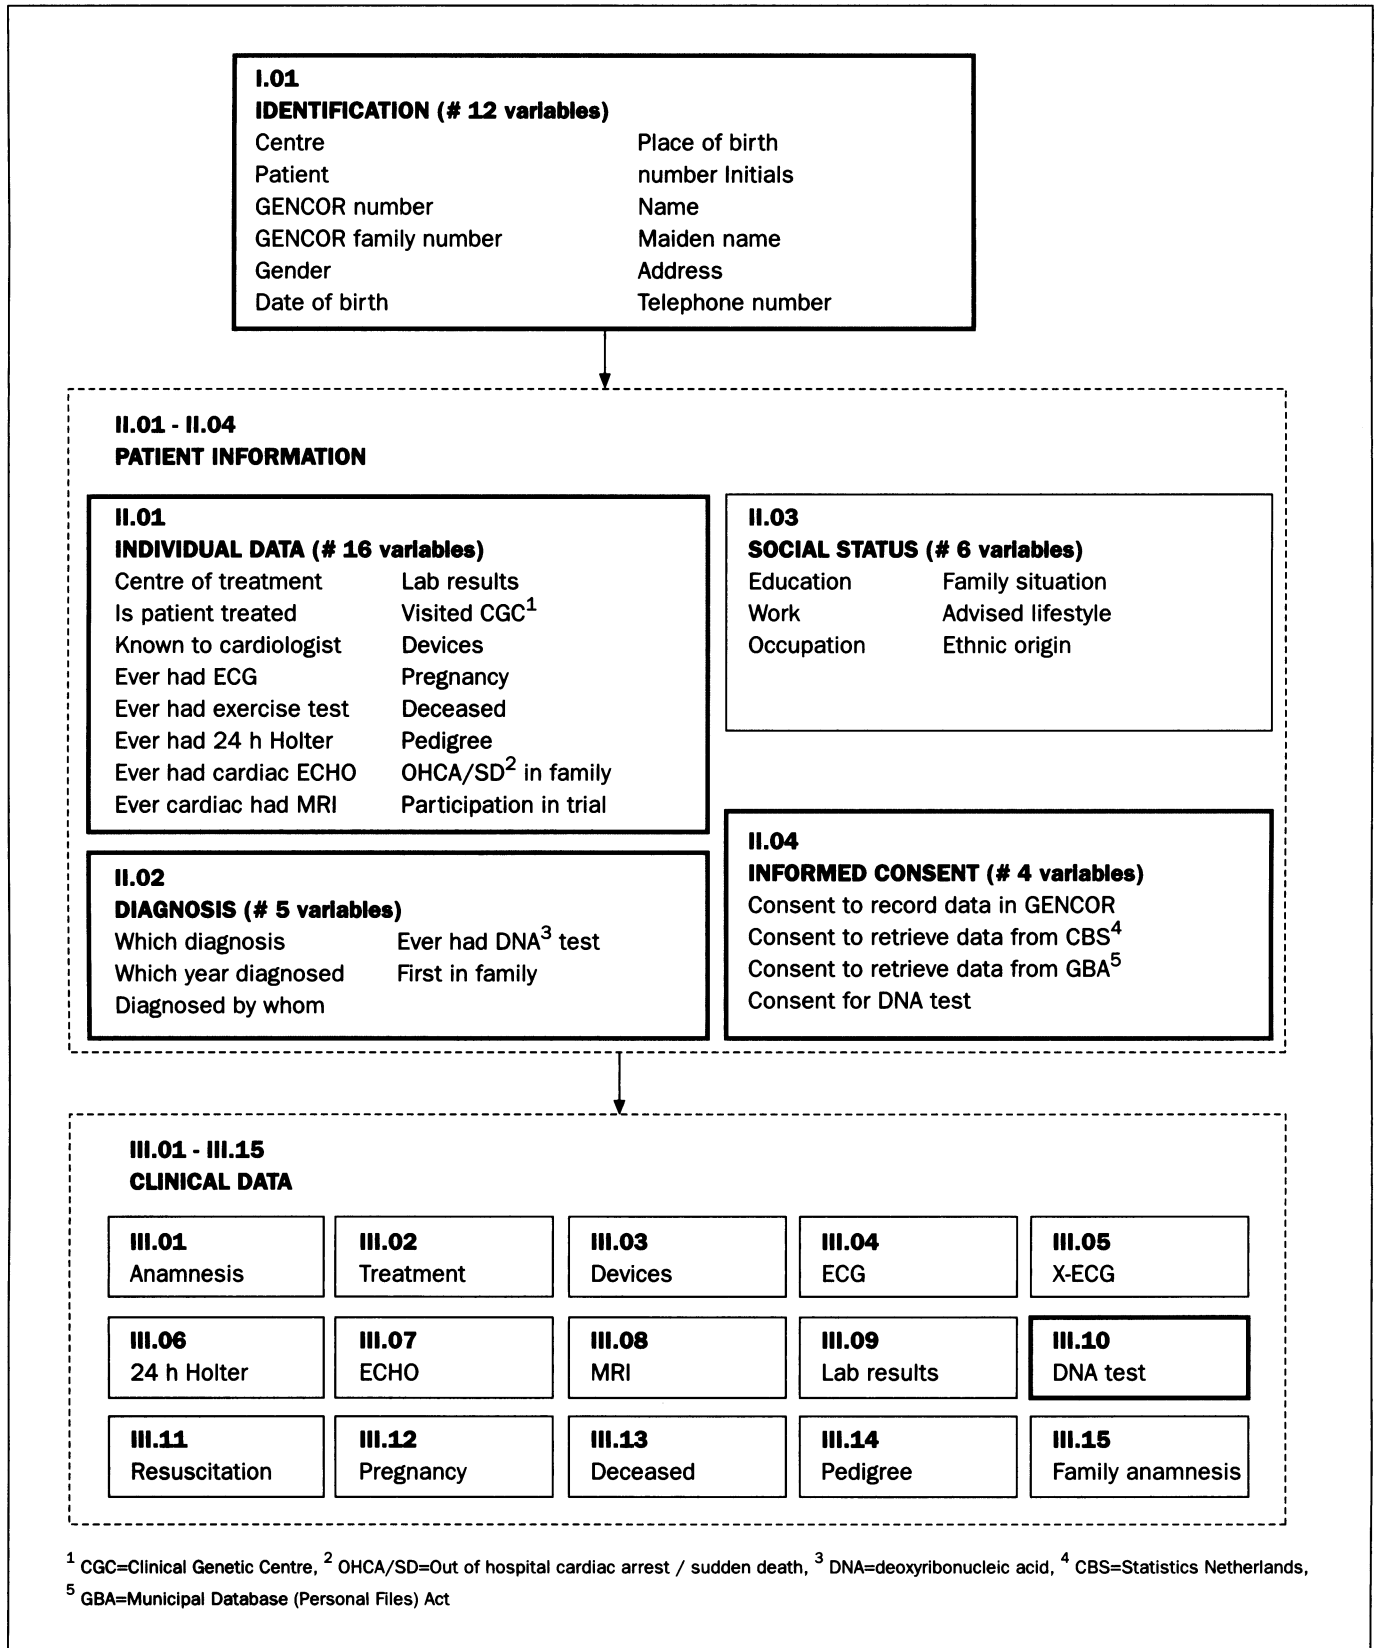 I.01
IDENTIFICATION (# 12 variables)
Centre
Patient
GENCOR number
GENCOR family number
Gender
Date of birth
Place of birth
number Initials
Name
Maiden name
Address
Telephone number
II.01 - II.04
PATIENT INFORMATION
II.01
INDIVIDUAL DATA (# 16 variables)
Centre of treatment
Is patient treated
Known to cardiologist
Ever had ECG
Ever had exercise test
Ever had 24 h Holter
Ever had cardiac ECHO
Ever cardiac had MRI
Lab results
Visited CGC1
Devices
Pregnancy
Deceased
Pedigree
OHCA/SD2 in family
Participation in trial
II.02
DIAGNOSIS (# 5 variables)
Which diagnosis
Which year diagnosed
Diagnosed by whom
Ever had DNA3 test
First in family
II.03
SOCIAL STATUS (# 6 variables)
Education
Work
Occupation
Family situation
Advised lifestyle
Ethnic origin
II.04
INFORMED CONSENT (# 4 variables)
Consent to record data in GENCOR
Consent to retrieve data from CBS4
Consent to retrieve data from GBA5
Consent for DNA test
III.01 - III.15
CLINICAL DATA
III.01
Anamnesis
III.02
Treatment
III.03
Devices
III.04
ECG
III.05
X-ECG
III.06
24 h Holter
III.07
ECHO
III.08
MRI
III.09
Lab results
III.10
DNA test
III.11
Resuscitation
III.12
Pregnancy
III.13
Deceased
III.14
Pedigree
III.15
Family anamnesis
1 CGC=Clinical Genetic Centre, 2 OHCA/SD=Out of hospital cardiac arrest / sudden death, 3 DNA=deoxyribonucleic acid, 4 CBS=Statistics Netherlands,
5 GBA=Municipal Database (Personal Files) Act